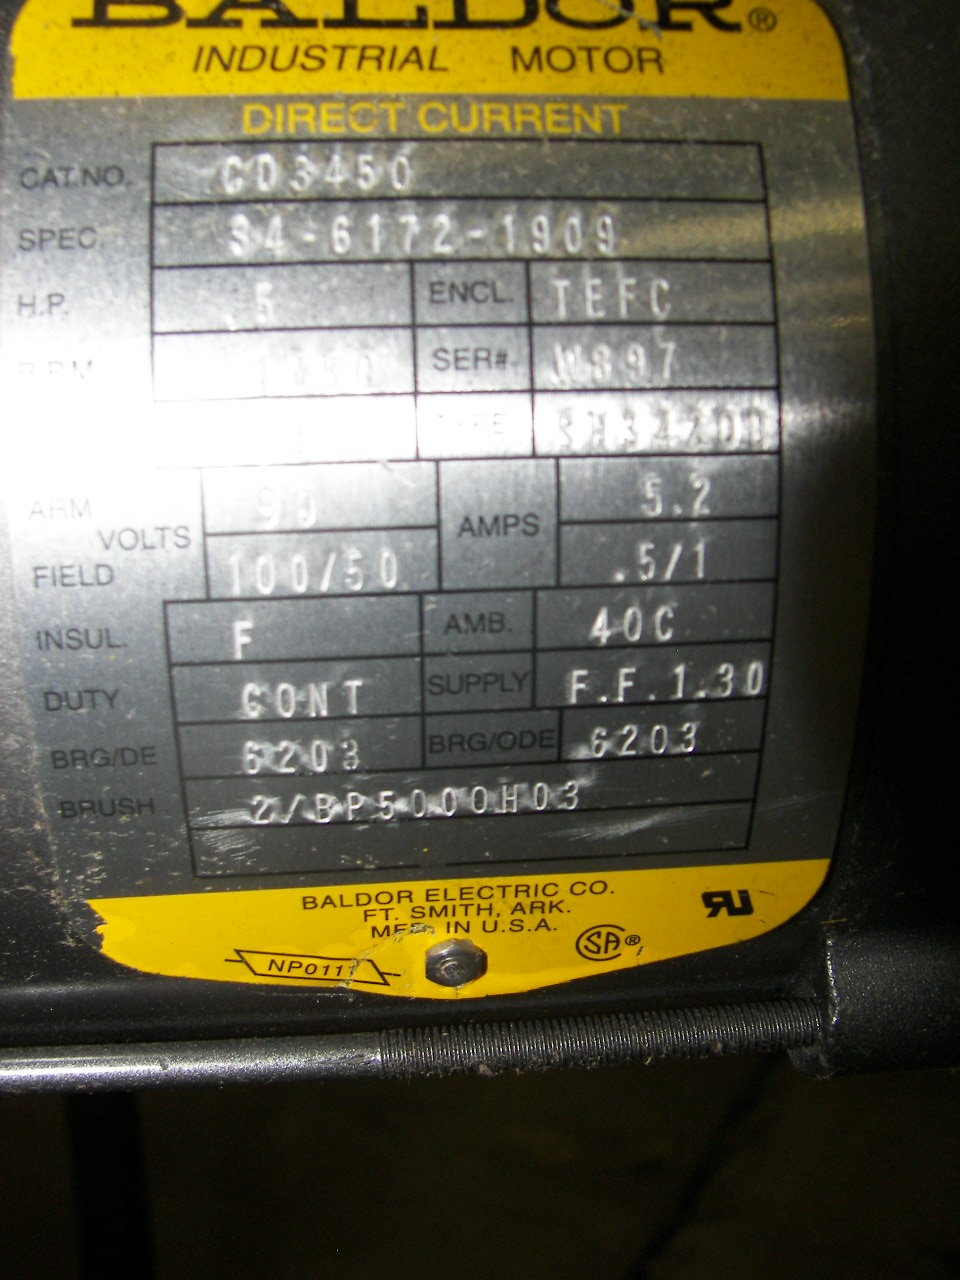 BALDOR®
INDUSTRIAL MOTOR
DIRECT CURRENT
CAT.NO. CD3450
SPEC. 34-6172-1909
H.P. .5 ENCL. TEFC
R.P.M SER# W897
TYPE
ARM VOLTS 90 AMPS 5.2
FIELD 100/50 .5/1
INSUL. F AMB. 40C
DUTY CONT SUPPLY F.F.1.30
BRG/DE 6203 BRG/ODE 6203
BRUSH 2/BP5000H03
BALDOR ELECTRIC CO.
FT. SMITH, ARK.
IN U.S.A.
SA®